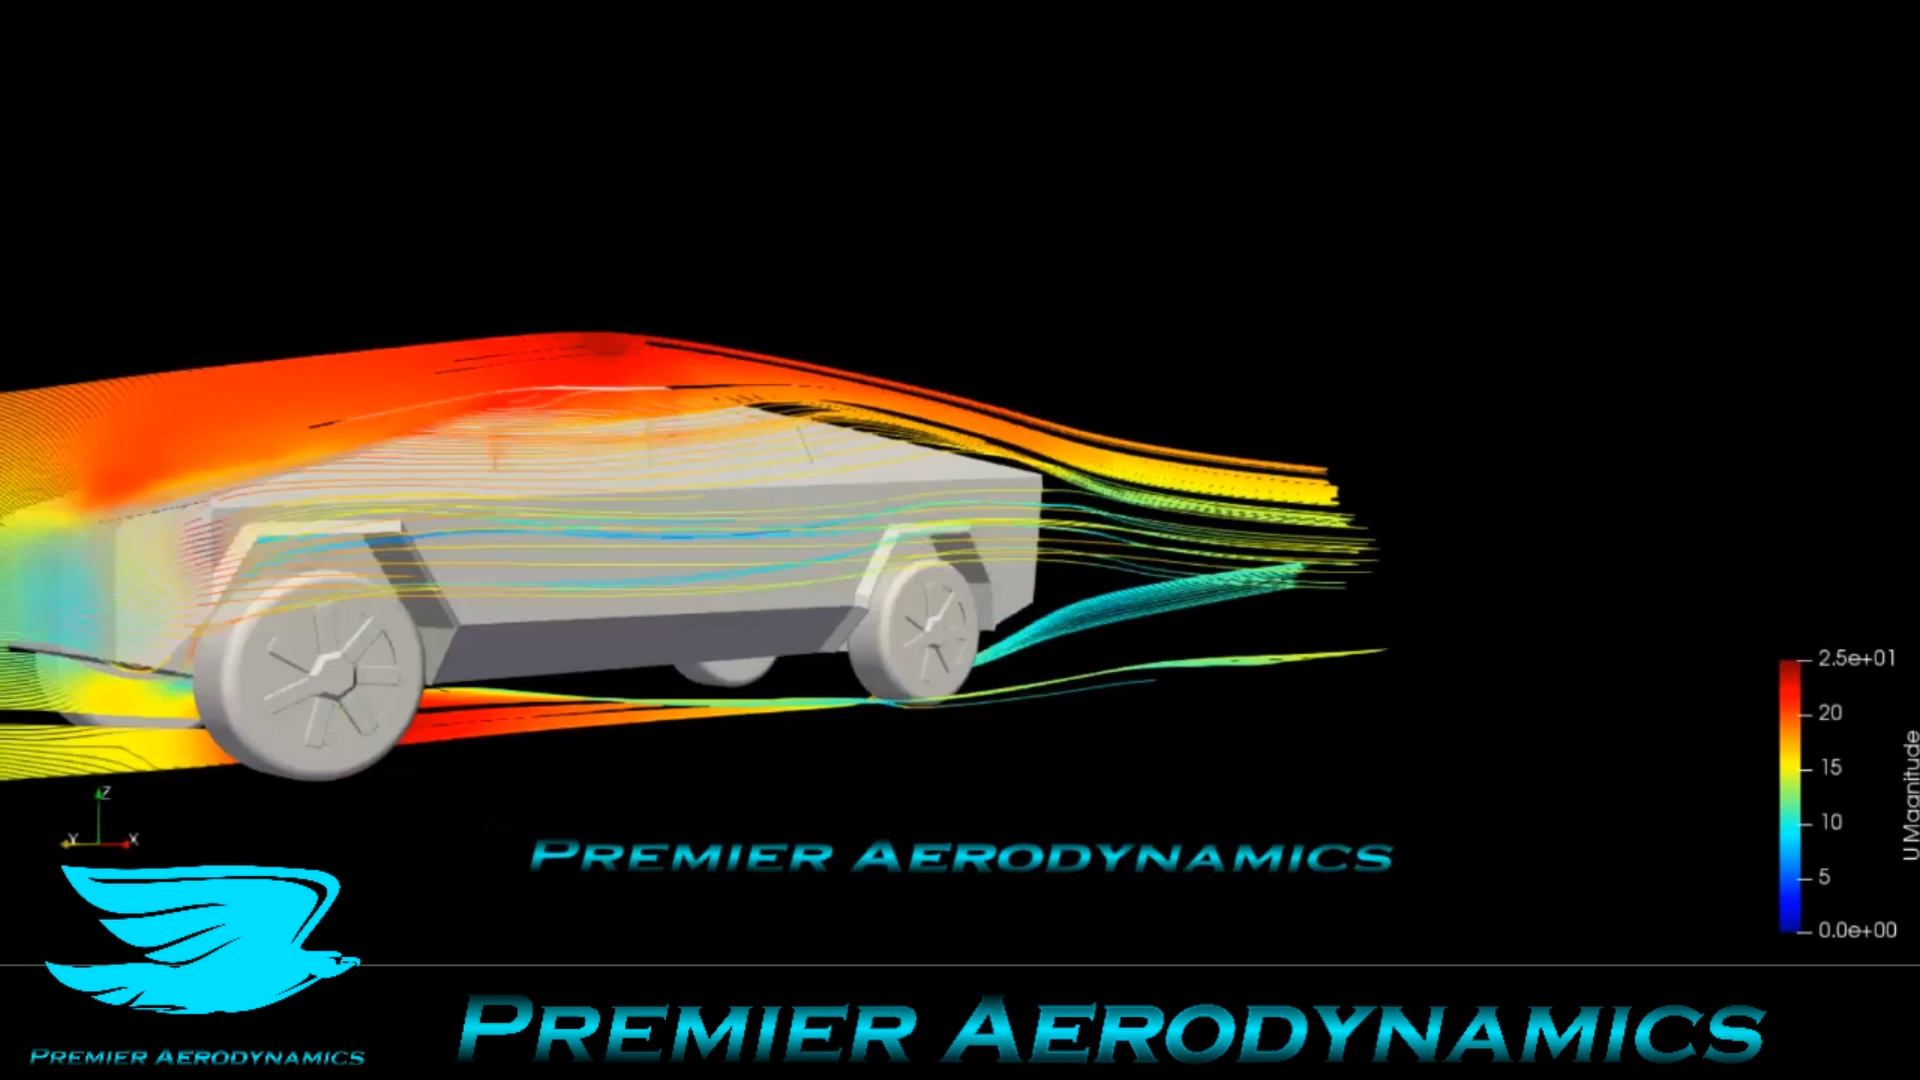 2.5e+01
20
15
10
5
0.0e+00
U Magnitude
Z
Y
X
PREMIER AERODYNAMICS
PREMIER AERODYNAMICS
PREMIER AERODYNAMICS